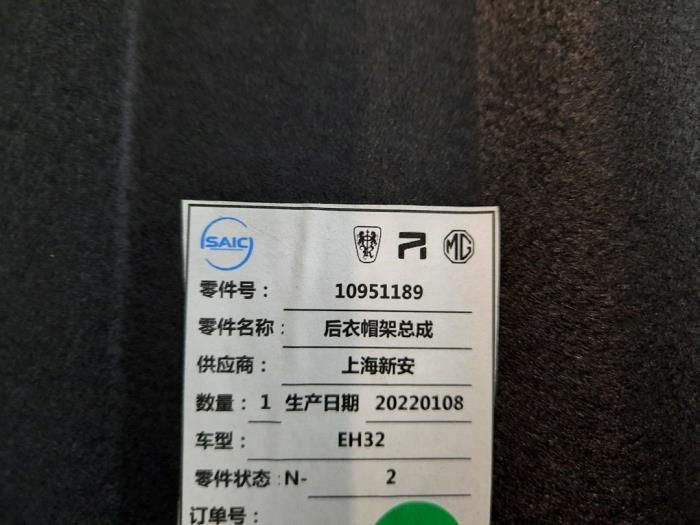 SAIC MG
零件号： 10951189
零件名称： 后衣帽架总成
供应商： 上海新安
数量： 1 生产日期 20220108
车型： EH32
零件状态：N- 2
订单号：